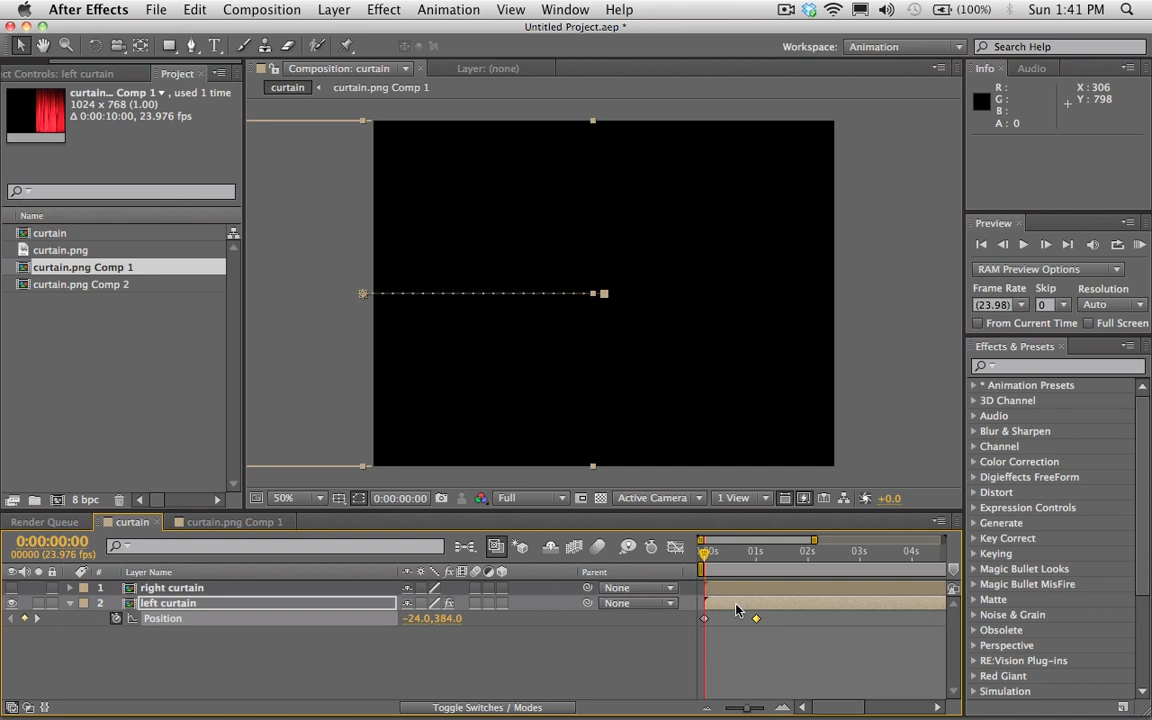 After Effects File Edit Composition Layer Effect Animation View Window Help (100%) Sun 1:41 PM
Untitled Project.aep *
Workspace: Animation Search Help
ct Controls: left curtain Project Composition: curtain Layer: (none) Info Audio
curtain curtain.png Comp 1
curtain... Comp 1 , used 1 time
1024 x 768 (1.00)
Δ 0:00:10:00, 23.976 fps
R :
G :
B :
A : 0
X : 306
Y : 798
Name
curtain
curtain.png
curtain.png Comp 1
curtain.png Comp 2
Preview
RAM Preview Options
Frame Rate Skip Resolution
(23.98) 0 Auto
From Current Time Full Screen
Effects & Presets
* Animation Presets
3D Channel
Audio
Blur & Sharpen
Channel
Color Correction
Digieffects FreeForm
Distort
Expression Controls
Generate
Key Correct
Keying
Magic Bullet Looks
Magic Bullet MisFire
Matte
Noise & Grain
Obsolete
Perspective
RE:Vision Plug-ins
Red Giant
Simulation
8 bpc
50% 0:00:00:00 Full Active Camera 1 View +0.0
Render Queue curtain curtain.png Comp 1
0:00:00:00
00000 (23.976 fps)
:00s 01s 02s 03s 04s
# Layer Name Parent
1 right curtain None
2 left curtain None
Position -24.0,384.0
Toggle Switches / Modes